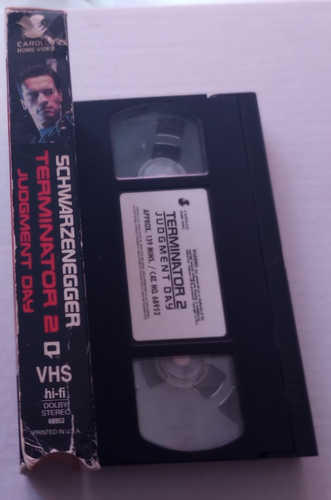 CAROLCO
HOME VIDEO
SCHWARZENEGGER
TERMINATOR 2
JUDGMENT DAY
VHS
hi-fi
DOLBY
STEREO
68952
PRINTED IN U.S.A.
TERMINATOR 2
JUDGMENT DAY
APPROX. 139 MINS. / CAT. NO. 68952